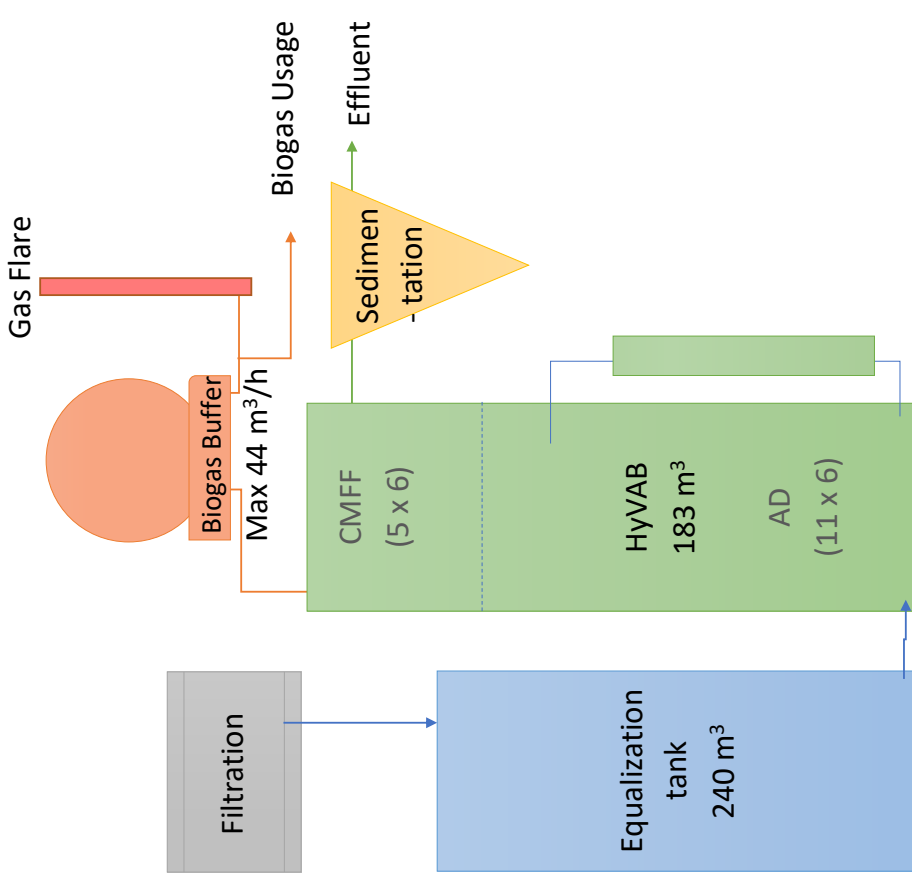 Gas Flare
Biogas Buffer
Max 44 m³/h
Biogas Usage
Filtration
CMFF
(5 x 6)
Sedimen
-tation
Effluent
HyVAB
183 m³
AD
(11 x 6)
Equalization
tank
240 m³